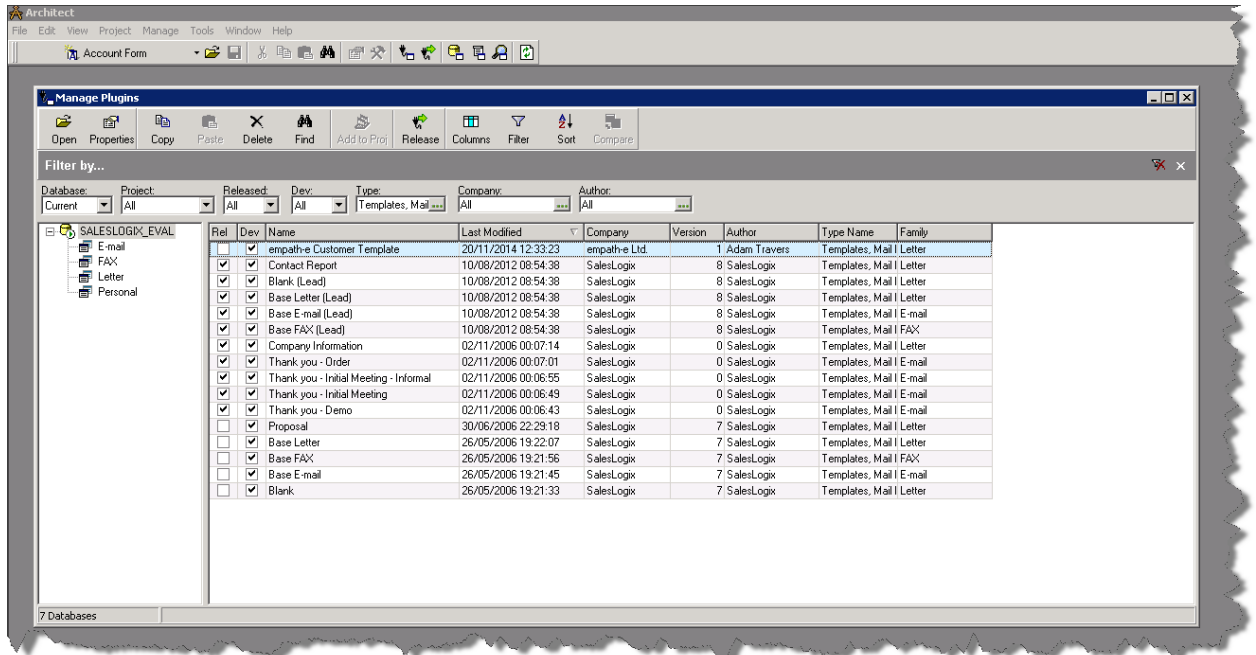 Architect
File Edit View Project Manage Tools Window Help
Account Form
Manage Plugins
Open Properties Copy Paste Delete Find Add to Proj Release Columns Filter Sort Compare
Filter by...
Database: Project: Released: Dev: Type: Company: Author:
Current All All All Templates, Mail ... All ... All ...
SALESLOGIX_EVAL
E-mail
FAX
Letter
Personal
Rel Dev Name Last Modified Company Version Author Type Name Family
empath-e Customer Template 20/11/2014 12:33:23 empath-e Ltd. 1 Adam Travers Templates, Mail Letter
Contact Report 10/08/2012 08:54:38 SalesLogix 8 SalesLogix Templates, Mail Letter
Blank (Lead) 10/08/2012 08:54:38 SalesLogix 8 SalesLogix Templates, Mail Letter
Base Letter (Lead) 10/08/2012 08:54:38 SalesLogix 8 SalesLogix Templates, Mail Letter
Base E-mail (Lead) 10/08/2012 08:54:38 SalesLogix 8 SalesLogix Templates, Mail E-mail
Base FAX (Lead) 10/08/2012 08:54:38 SalesLogix 8 SalesLogix Templates, Mail FAX
Company Information 02/11/2006 00:07:14 SalesLogix 0 SalesLogix Templates, Mail Letter
Thank you - Order 02/11/2006 00:07:01 SalesLogix 0 SalesLogix Templates, Mail E-mail
Thank you - Initial Meeting - Informal 02/11/2006 00:06:55 SalesLogix 0 SalesLogix Templates, Mail E-mail
Thank you - Initial Meeting 02/11/2006 00:06:49 SalesLogix 0 SalesLogix Templates, Mail E-mail
Thank you - Demo 02/11/2006 00:06:43 SalesLogix 0 SalesLogix Templates, Mail E-mail
Proposal 30/06/2006 22:29:18 SalesLogix 7 SalesLogix Templates, Mail Letter
Base Letter 26/05/2006 19:22:07 SalesLogix 7 SalesLogix Templates, Mail Letter
Base FAX 26/05/2006 19:21:56 SalesLogix 7 SalesLogix Templates, Mail FAX
Base E-mail 26/05/2006 19:21:45 SalesLogix 7 SalesLogix Templates, Mail E-mail
Blank 26/05/2006 19:21:33 SalesLogix 7 SalesLogix Templates, Mail Letter
7 Databases